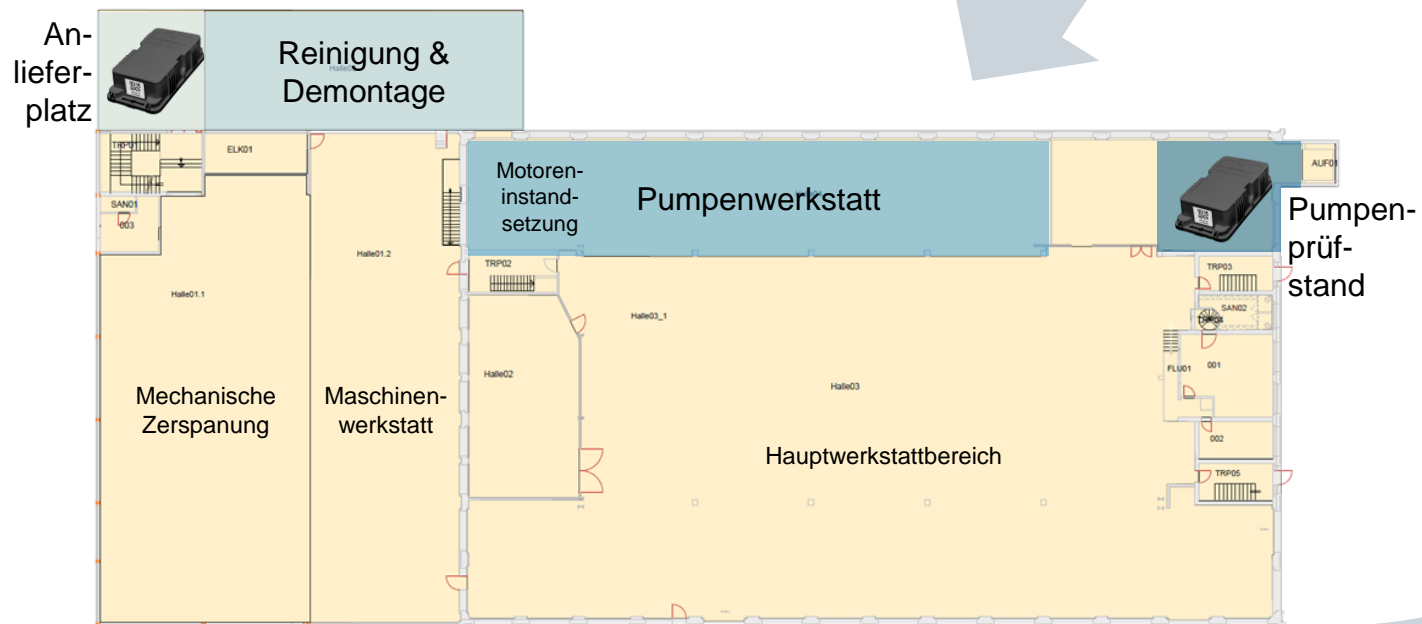 An-
liefer-
platz
Reinigung &
Demontage
TRP01
ELK01
SAN01
003
Motoren-
instand-
setzung
Pumpenwerkstatt
AUF01
Pumpen-
prüf-
stand
Halle01.2
TRP02
TRP03
Halle01.1
SAN02
Halle03_1
TRP04
Halle02
Halle03
FLU01
001
Mechanische
Zerspanung
Maschinen-
werkstatt
002
Hauptwerkstattbereich
TRP05